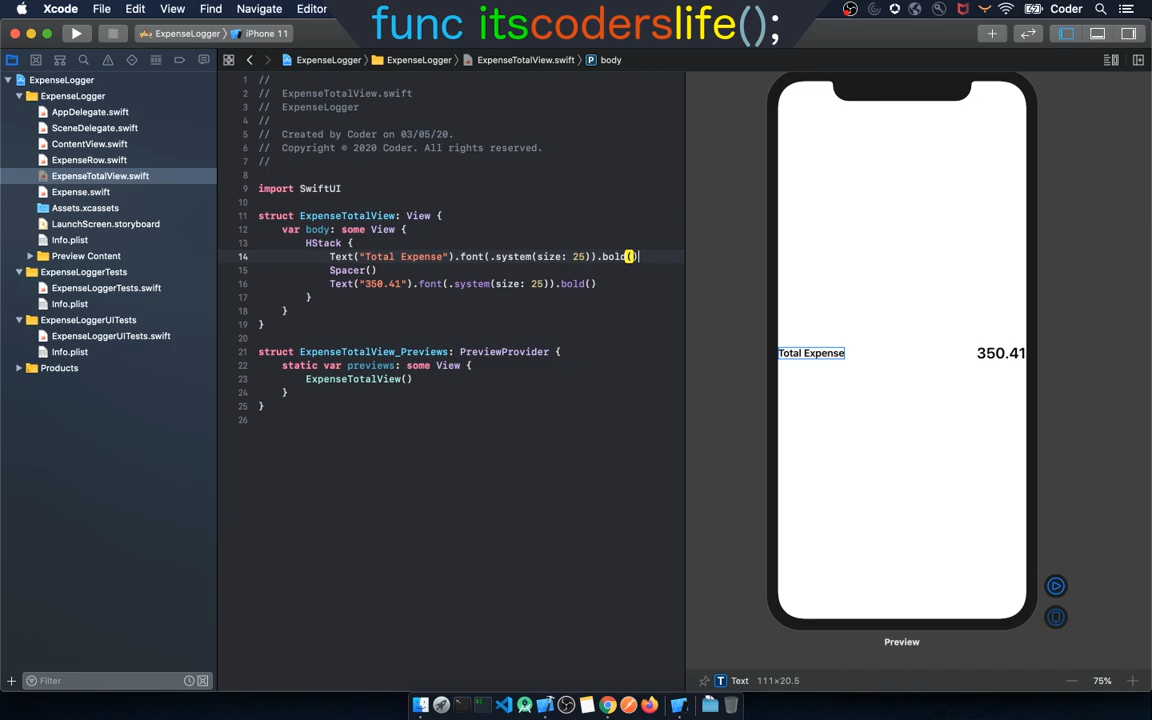 Xcode File Edit View Find Navigate Editor
Coder
func itscoderslife();
ExpenseLogger iPhone 11
ExpenseLogger ExpenseLogger ExpenseTotalView.swift P body
ExpenseLogger
ExpenseLogger
AppDelegate.swift
SceneDelegate.swift
ContentView.swift
ExpenseRow.swift
ExpenseTotalView.swift
Expense.swift
Assets.xcassets
LaunchScreen.storyboard
Info.plist
Preview Content
ExpenseLoggerTests
ExpenseLoggerTests.swift
Info.plist
ExpenseLoggerUITests
ExpenseLoggerUITests.swift
Info.plist
Products
Filter
1 //
2 // ExpenseTotalView.swift
3 // ExpenseLogger
4 //
5 // Created by Coder on 03/05/20.
6 // Copyright © 2020 Coder. All rights reserved.
7 //
8
9 import SwiftUI
10
11 struct ExpenseTotalView: View {
12 var body: some View {
13 HStack {
14 Text("Total Expense").font(.system(size: 25)).bold()
15 Spacer()
16 Text("350.41").font(.system(size: 25)).bold()
17 }
18 }
19 }
20
21 struct ExpenseTotalView_Previews: PreviewProvider {
22 static var previews: some View {
23 ExpenseTotalView()
24 }
25 }
26
Total Expense 350.41
Preview
T Text 111×20.5 75%